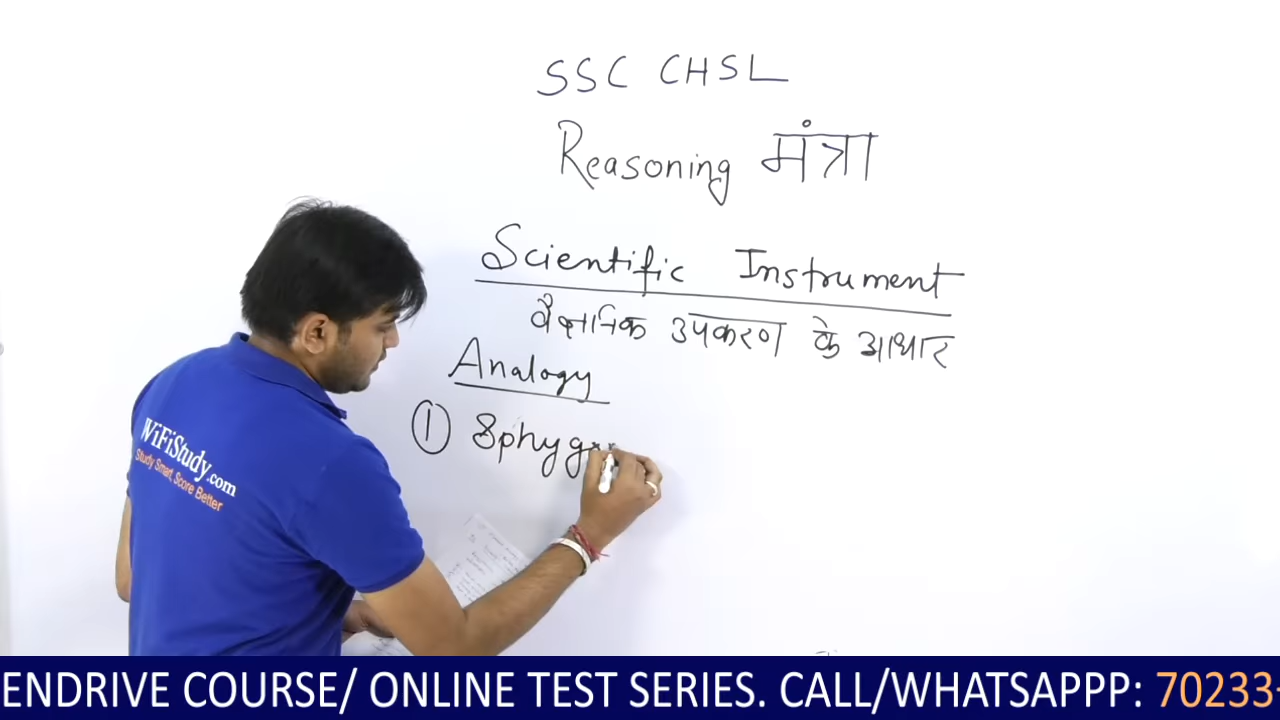 SSC CHSL
Reasoning मंत्रा
Scientific Instrument
वैज्ञानिक उपकरण के आधार
Analogy
① Sphyg
WiFiStudy.com
Study Smart, Score Better
ENDRIVE COURSE/ ONLINE TEST SERIES. CALL/WHATSAPPP: 70233